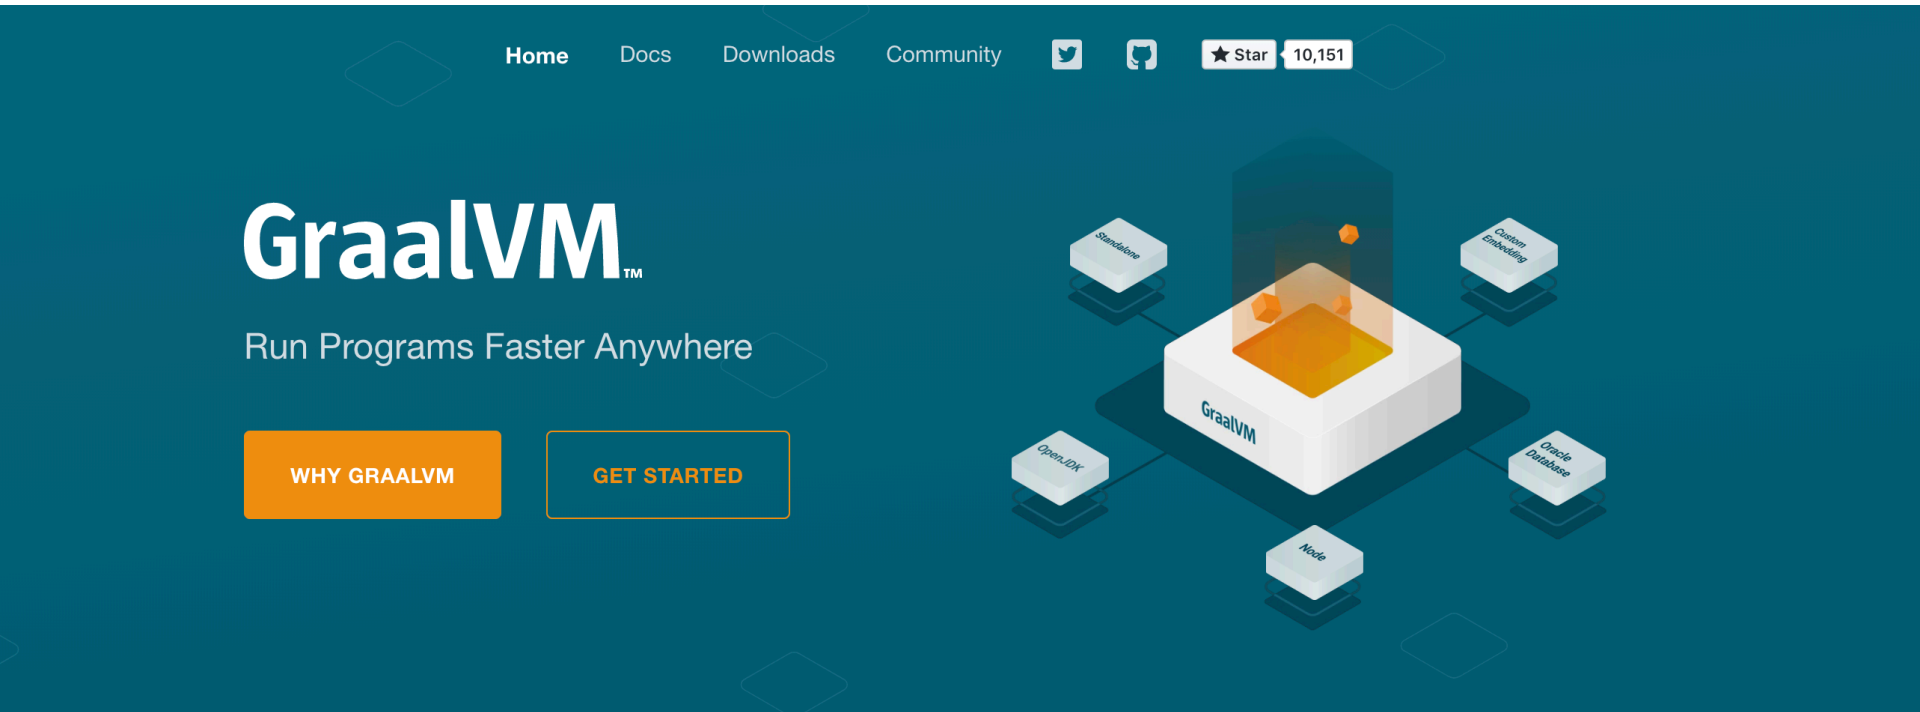 Home Docs Downloads Community Star 10,151
GraalVM™
Run Programs Faster Anywhere
WHY GRAALVM GET STARTED
Standalone
Custom
Embedding
GraalVM
OpenJDK
Oracle
Database
Node